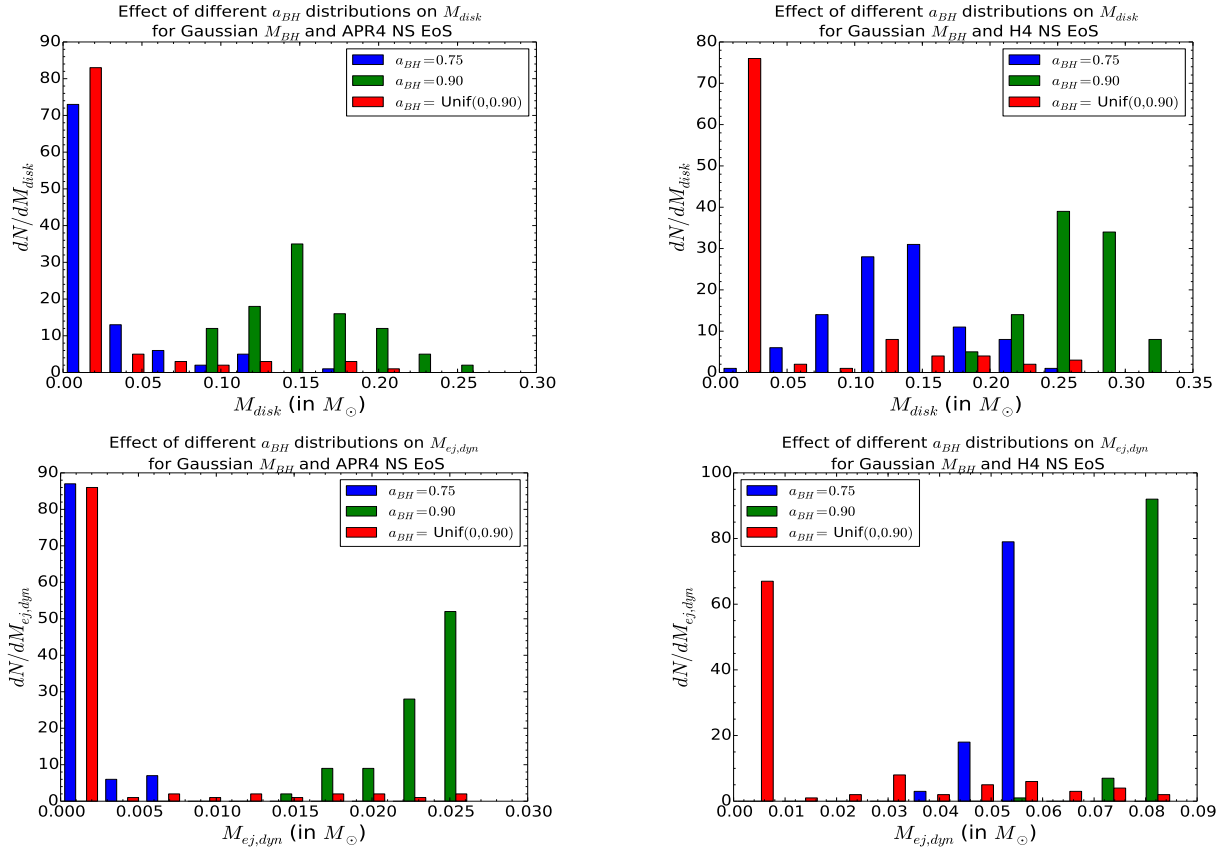 Effect of different a_BH distributions on M_disk
for Gaussian M_BH and APR4 NS EoS
90
80
70
60
50
40
30
20
10
0
dN/dM_disk
a_BH=0.75
a_BH=0.90
a_BH= Unif(0,0.90)
0.00 0.05 0.10 0.15 0.20 0.25 0.30
M_disk (in M_⊙)
Effect of different a_BH distributions on M_disk
for Gaussian M_BH and H4 NS EoS
80
70
60
50
40
30
20
10
0
dN/dM_disk
a_BH=0.75
a_BH=0.90
a_BH= Unif(0,0.90)
0.00 0.05 0.10 0.15 0.20 0.25 0.30 0.35
M_disk (in M_⊙)
Effect of different a_BH distributions on M_ej,dyn
for Gaussian M_BH and APR4 NS EoS
90
80
70
60
50
40
30
20
10
0
dN/dM_ej,dyn
a_BH=0.75
a_BH=0.90
a_BH= Unif(0,0.90)
0.000 0.005 0.010 0.015 0.020 0.025 0.030
M_ej,dyn (in M_⊙)
Effect of different a_BH distributions on M_ej,dyn
for Gaussian M_BH and H4 NS EoS
100
80
60
40
20
0
dN/dM_ej,dyn
a_BH=0.75
a_BH=0.90
a_BH= Unif(0,0.90)
0.00 0.01 0.02 0.03 0.04 0.05 0.06 0.07 0.08 0.09
M_ej,dyn (in M_⊙)